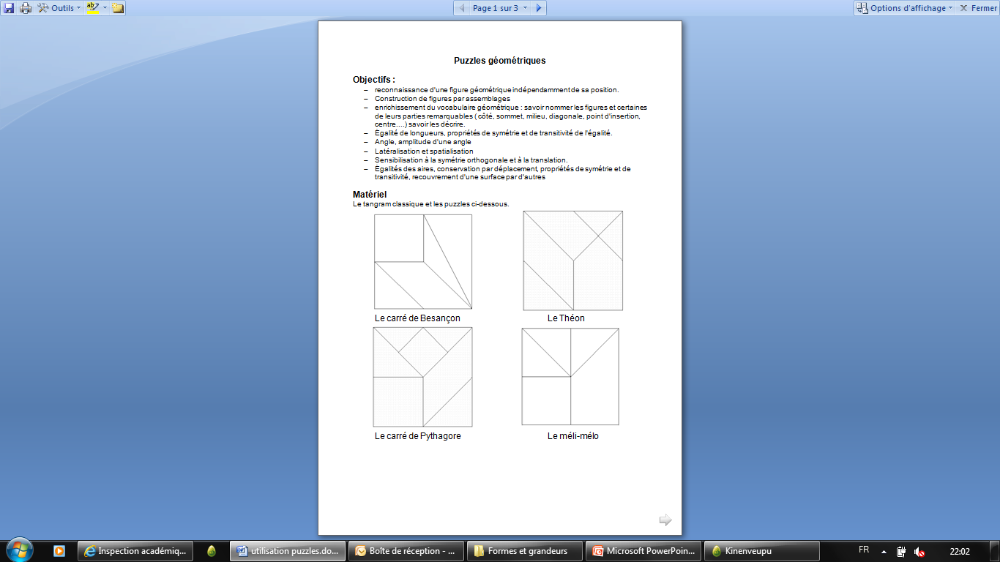 Outils
Page 1 sur 3
Options d'affichage
Fermer
Puzzles géométriques
Objectifs :
– reconnaissance d'une figure géométrique indépendamment de sa position.
– Construction de figures par assemblages
– enrichissement du vocabulaire géométrique : savoir nommer les figures et certaines
de leurs parties remarquables ( côté, sommet, milieu, diagonale, point d'insertion,
centre....) savoir les décrire.
– Égalité de longueurs, propriétés de symétrie et de transitivité de l'égalité.
– Angle, amplitude d'une angle
– Latéralisation et spatialisation
– Sensibilisation à la symétrie orthogonale et à la translation.
– Égalités des aires, conservation par déplacement, propriétés de symétrie et de
transitivité, recouvrement d'une surface par d'autres
Matériel
Le tangram classique et les puzzles ci-dessous.
Le carré de Besançon
Le Théon
Le carré de Pythagore
Le méli-mélo
Inspection académiq...
utilisation puzzles.do...
Boîte de réception - ...
Formes et grandeurs
Microsoft PowerPoin...
Kinenveupu
FR
22:02